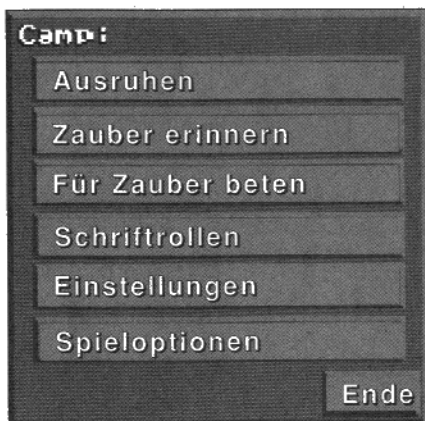 Camp:
Ausruhen
Zauber erinnern
Für Zauber beten
Schriftrollen
Einstellungen
Spieloptionen
Ende